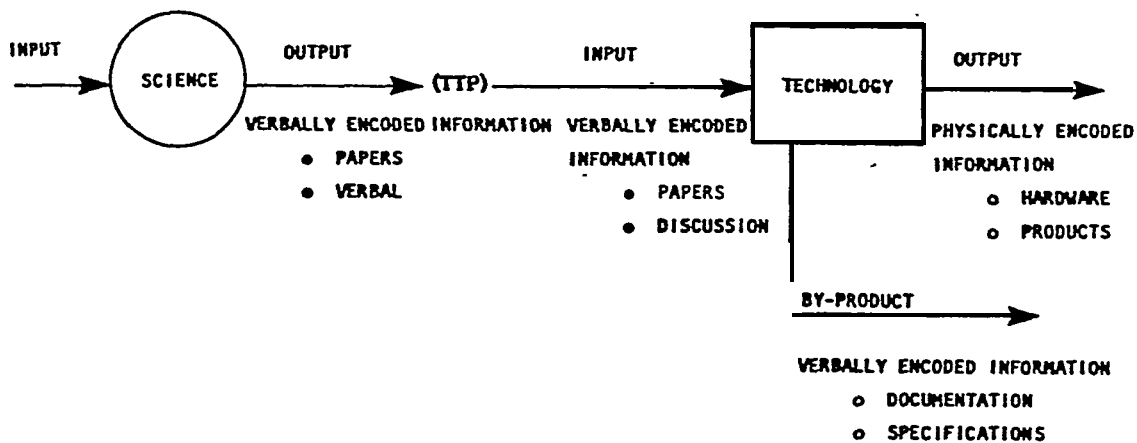 INPUT
SCIENCE
OUTPUT
(TTP)
VERBALLY ENCODED INFORMATION
● PAPERS
● VERBAL
INPUT
VERBALLY ENCODED
INFORMATION
● PAPERS
● DISCUSSION
TECHNOLOGY
OUTPUT
PHYSICALLY ENCODED
INFORMATION
o HARDWARE
o PRODUCTS
BY-PRODUCT
VERBALLY ENCODED INFORMATION
o DOCUMENTATION
o SPECIFICATIONS